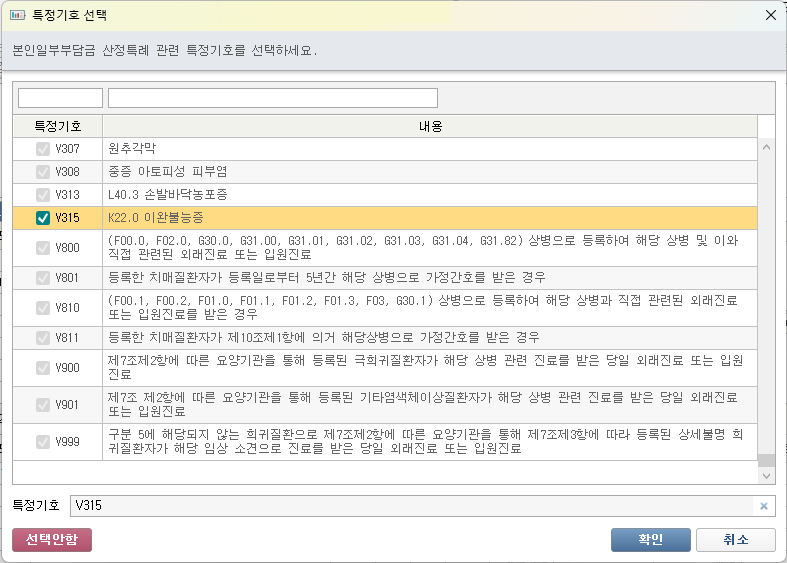 특정기호 선택
본인일부부담금 산정특례 관련 특정기호를 선택하세요.
특정기호 내용
V307 원추각막
V308 중증 아토피성 피부염
V313 L40.3 손발바닥농포증
V315 K22.0 이완불능증
V800 (F00.0, F02.0, G30.0, G31.00, G31.01, G31.02, G31.03, G31.04, G31.82) 상병으로 등록하여 해당 상병 및 이와
직접 관련된 외래진료 또는 입원진료
V801 등록한 치매질환자가 등록일로부터 5년간 해당 상병으로 가정간호를 받은 경우
V810 (F00.1, F00.2, F01.0, F01.1, F01.2, F01.3, F03, G30.1) 상병으로 등록하여 해당 상병과 직접 관련된 외래진료
또는 입원진료를 받은 경우
V811 등록한 치매질환자가 제10조제1항에 의거 해당상병으로 가정간호를 받은 경우
V900 제7조제2항에 따른 요양기관을 통해 등록된 극희귀질환자가 해당 상병 관련 진료를 받은 당일 외래진료 또는 입원
진료
V901 제7조 제2항에 따른 요양기관을 통해 등록된 기타염색체이상질환자가 해당 상병 관련 진료를 받은 당일 외래진료
또는 입원진료
V999 구분 5에 해당되지 않는 희귀질환으로 제7조제2항에 따른 요양기관을 통해 제7조제3항에 따라 등록된 상세불명 희
귀질환자가 해당 임상 소견으로 진료를 받은 당일 외래진료 또는 입원진료
특정기호 V315
선택안함 확인 취소